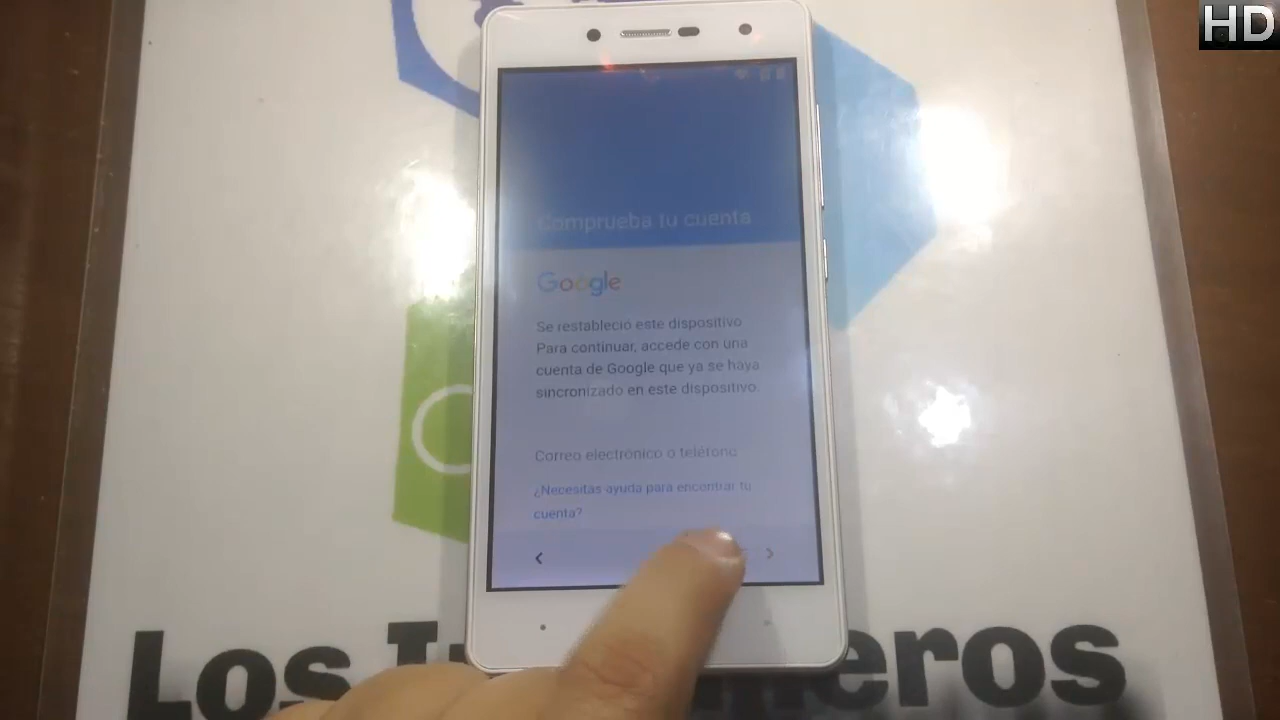 HD
Comprueba tu cuenta
Google
Se restableció este dispositivo
Para continuar, accede con una
cuenta de Google que ya se haya
sincronizado en este dispositivo.
Correo electrónico o teléfono
¿Necesitas ayuda para encontrar tu
cuenta?
Los